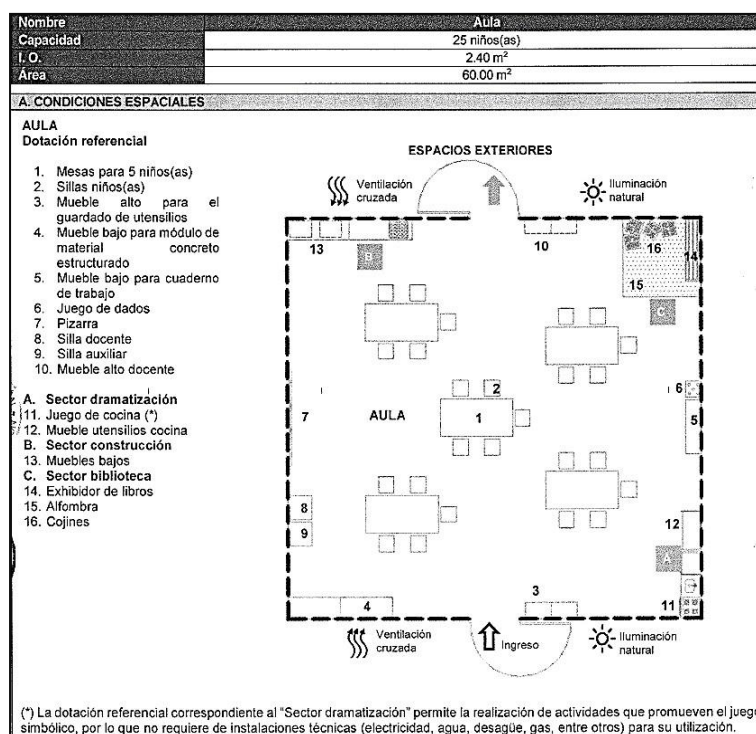 Nombre Aula
Capacidad 25 niños(as)
I. O. 2.40 m²
Área 60.00 m²
A. CONDICIONES ESPACIALES
AULA
Dotación referencial
1. Mesas para 5 niños(as)
2. Sillas niños(as)
3. Mueble alto para el
guardado de utensilios
4. Mueble bajo para módulo de
material concreto
estructurado
5. Mueble bajo para cuaderno
de trabajo
6. Juego de dados
7. Pizarra
8. Silla docente
9. Silla auxiliar
10. Mueble alto docente
A. Sector dramatización
11. Juego de cocina (*)
12. Mueble utensilios cocina
B. Sector construcción
13. Muebles bajos
C. Sector biblioteca
14. Exhibidor de libros
15. Alfombra
16. Cojines
ESPACIOS EXTERIORES
Ventilación
cruzada
Iluminación
natural
13
B
10
16
14
15
C
2
6
7
AULA
1
5
8
9
12
A
4
3
11
Ventilación
cruzada
Ingreso
Iluminación
natural
(*) La dotación referencial correspondiente al "Sector dramatización" permite la realización de actividades que promueven el juego
simbólico, por lo que no requiere de instalaciones técnicas (electricidad, agua, desagüe, gas, entre otros) para su utilización.